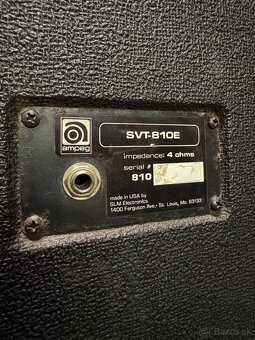 SVT-810E
ampeg
impedance: 4 ohms
serial #
810
made in USA by
SLM Electronics
1400 Ferguson Ave., St. Louis, Mo. 63133
Bazos.sk